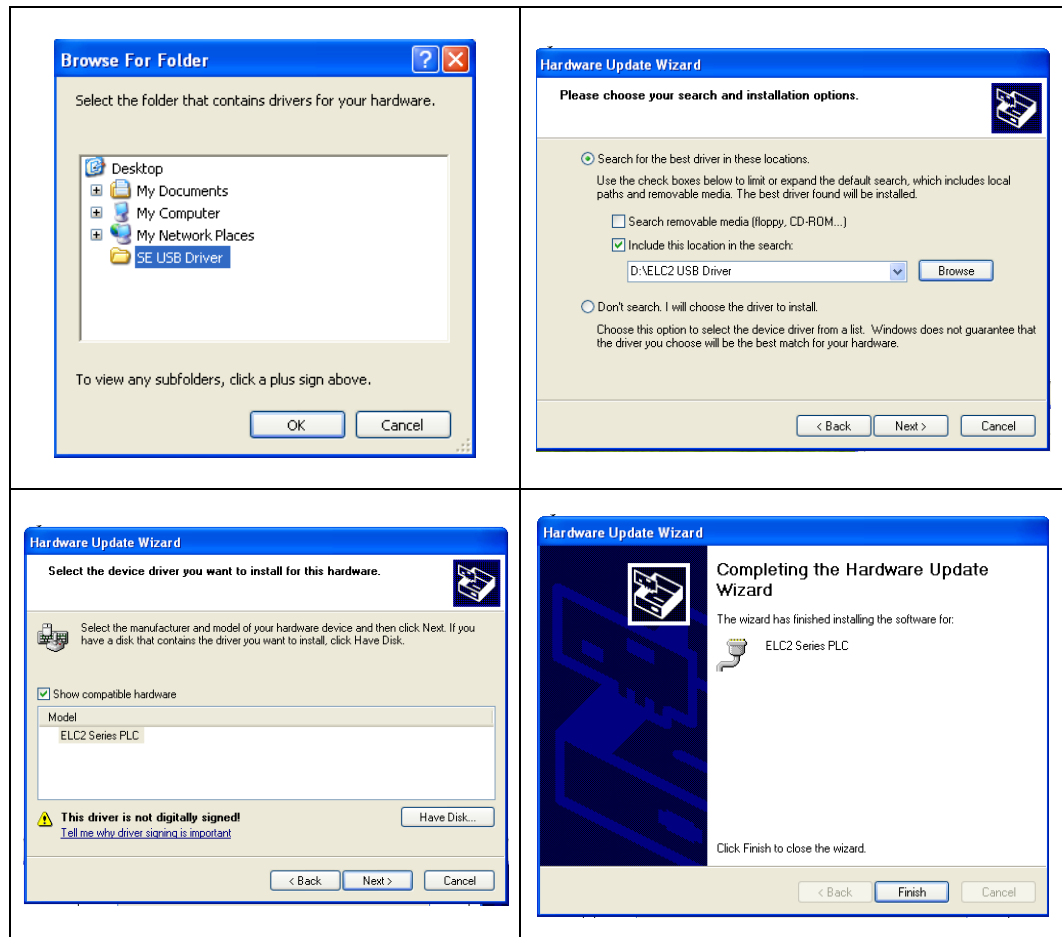 Browse For Folder
Select the folder that contains drivers for your hardware.
Desktop
My Documents
My Computer
My Network Places
SE USB Driver
To view any subfolders, click a plus sign above.
OK Cancel
Hardware Update Wizard
Please choose your search and installation options.
Search for the best driver in these locations.
Use the check boxes below to limit or expand the default search, which includes local
paths and removable media. The best driver found will be installed.
Search removable media (floppy, CD-ROM...)
Include this location in the search:
D:\ELC2 USB Driver Browse
Don't search. I will choose the driver to install.
Choose this option to select the device driver from a list. Windows does not guarantee that
the driver you choose will be the best match for your hardware.
< Back Next > Cancel
Hardware Update Wizard
Select the device driver you want to install for this hardware.
Select the manufacturer and model of your hardware device and then click Next. If you
have a disk that contains the driver you want to install, click Have Disk.
Show compatible hardware
Model
ELC2 Series PLC
This driver is not digitally signed! Have Disk...
Tell me why driver signing is important
< Back Next > Cancel
Hardware Update Wizard
Completing the Hardware Update
Wizard
The wizard has finished installing the software for:
ELC2 Series PLC
Click Finish to close the wizard.
< Back Finish Cancel